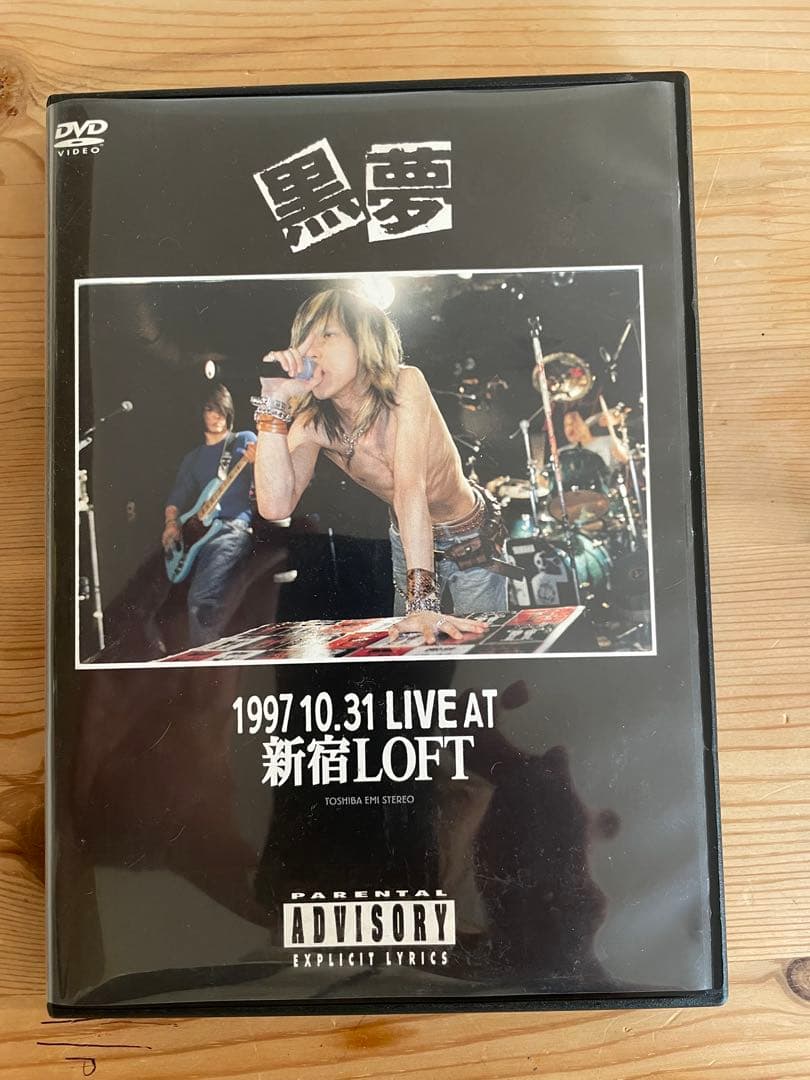 DVD
VIDEO
黒夢
1997 10.31 LIVE AT
新宿LOFT
TOSHIBA EMI STEREO
PARENTAL
ADVISORY
EXPLICIT LYRICS